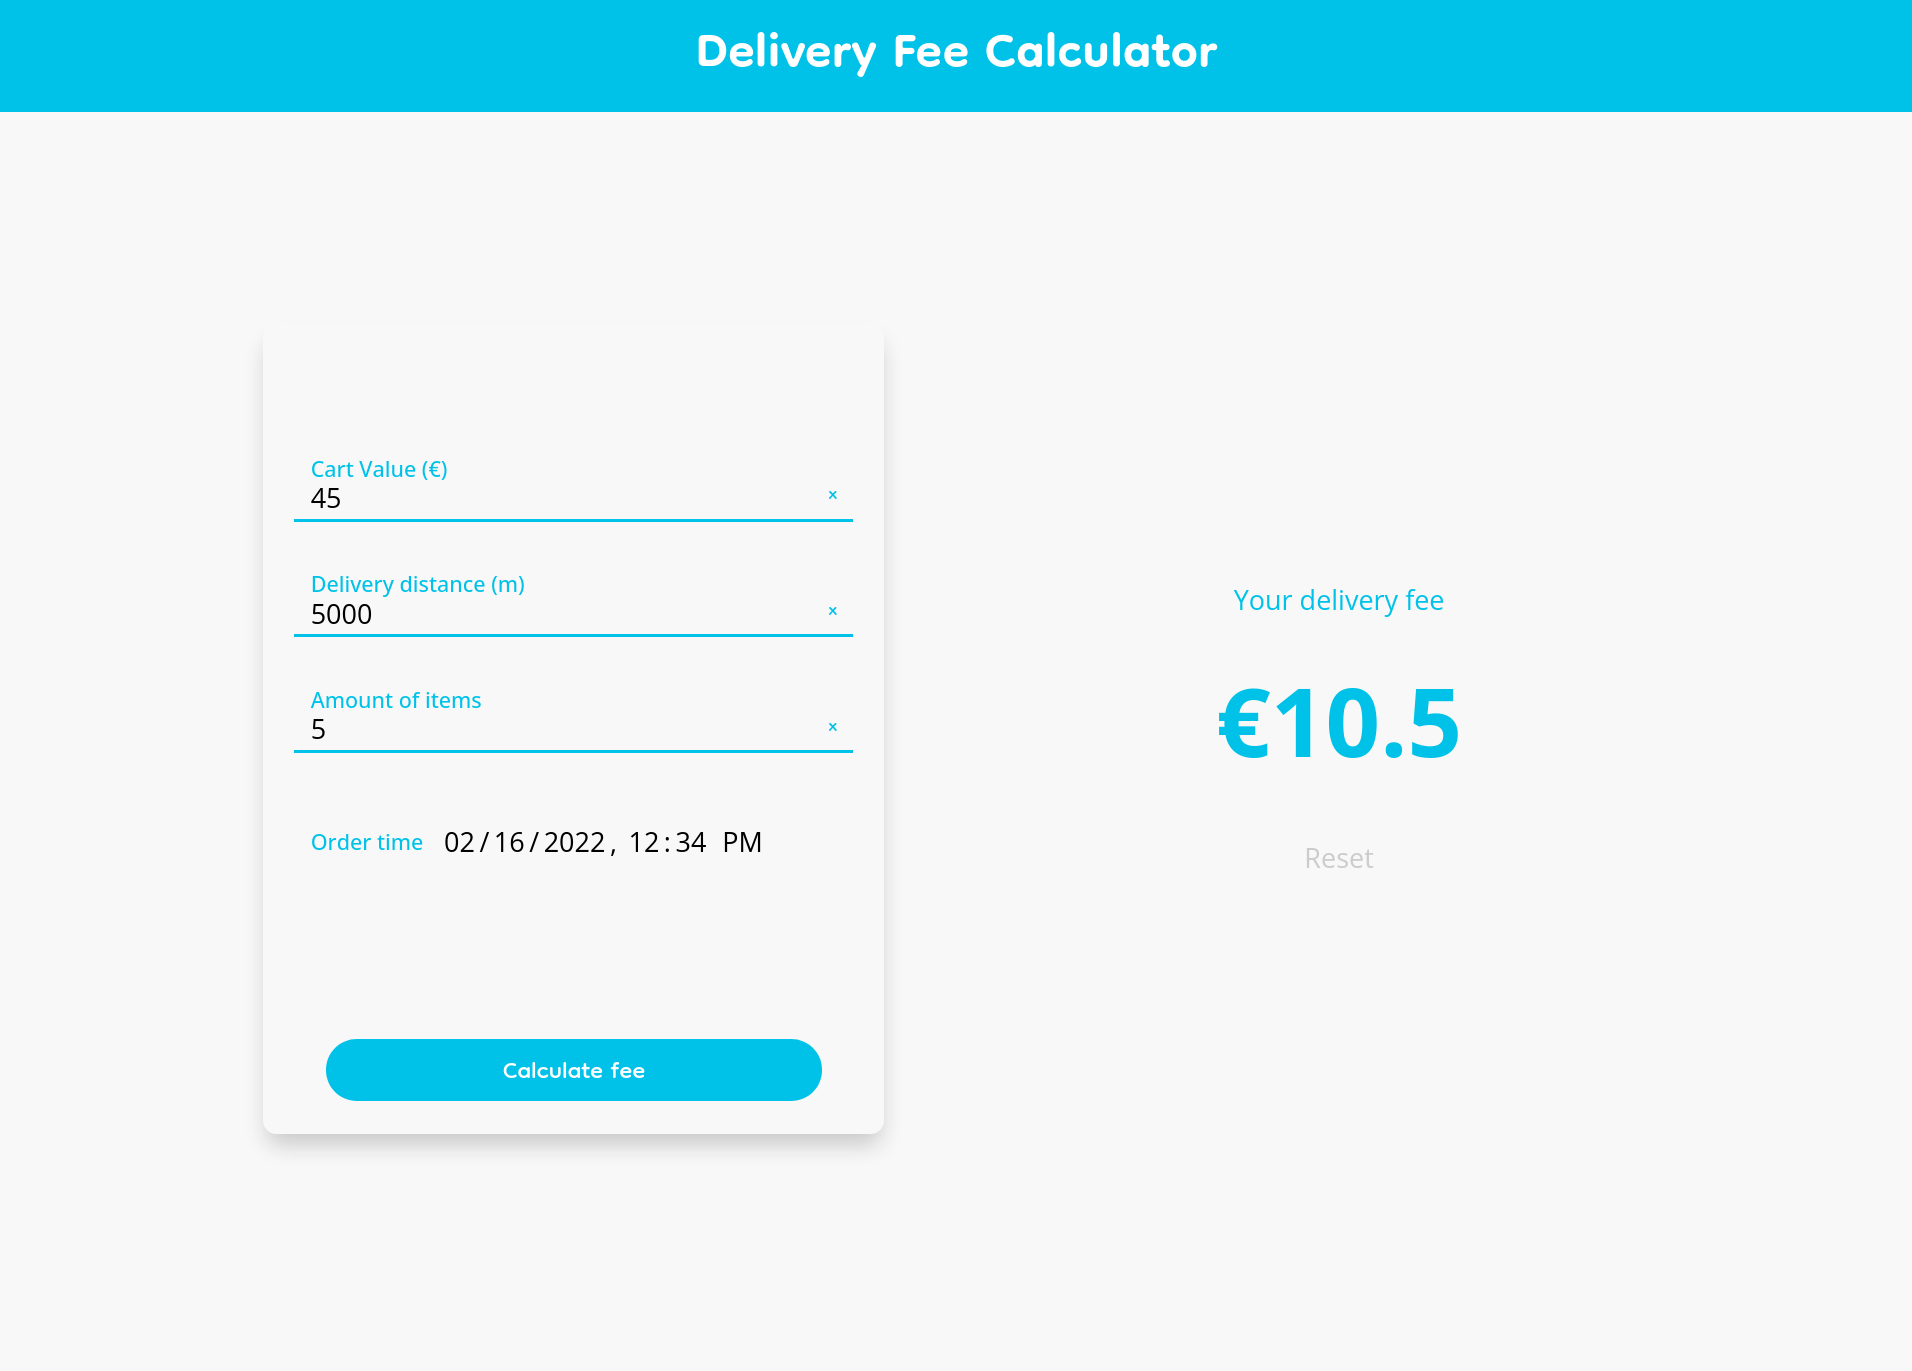 Delivery Fee Calculator
Cart Value (€)
45 ×
Delivery distance (m)
5000 ×
Amount of items
5 ×
Order time 02/16/2022, 12:34 PM
Calculate fee
Your delivery fee
€10.5
Reset